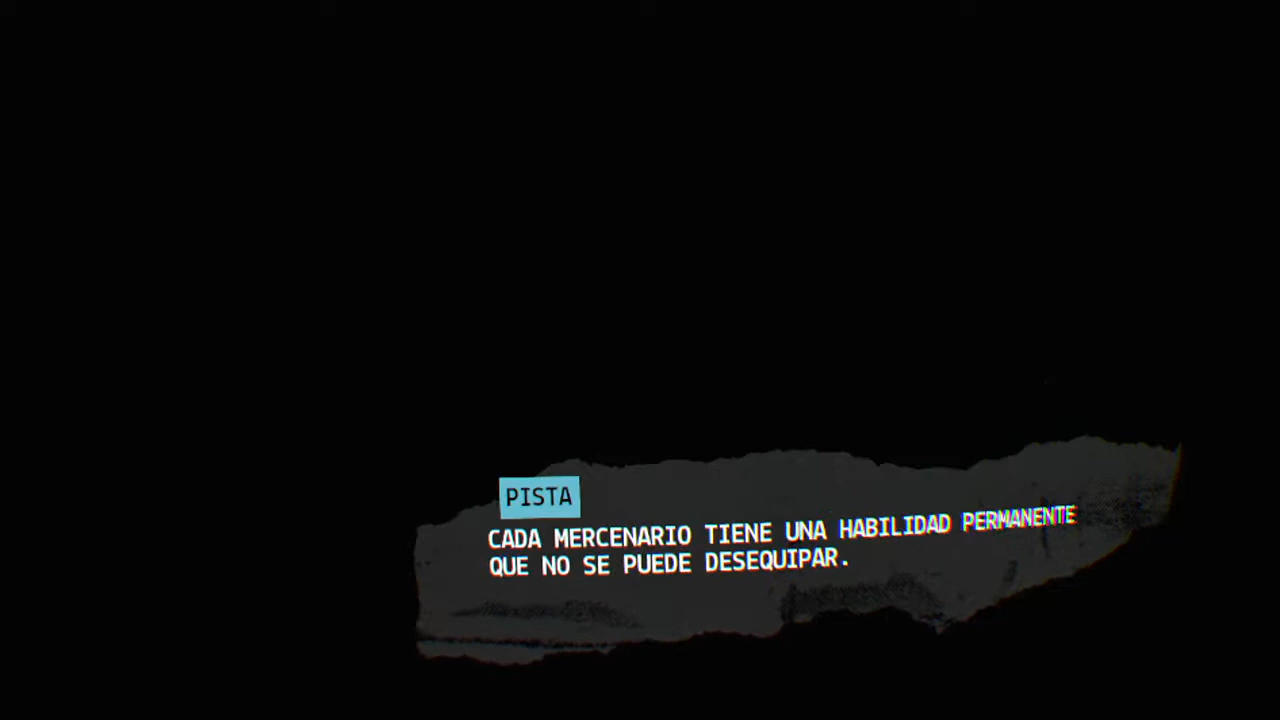 PISTA
CADA MERCENARIO TIENE UNA HABILIDAD PERMANENTE
QUE NO SE PUEDE DESEQUIPAR.